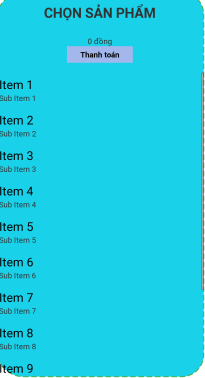 CHỌN SẢN PHẨM
0 đồng
Thanh toán
Item 1
Sub Item 1
Item 2
Sub Item 2
Item 3
Sub Item 3
Item 4
Sub Item 4
Item 5
Sub Item 5
Item 6
Sub Item 6
Item 7
Sub Item 7
Item 8
Sub Item 8
Item 9